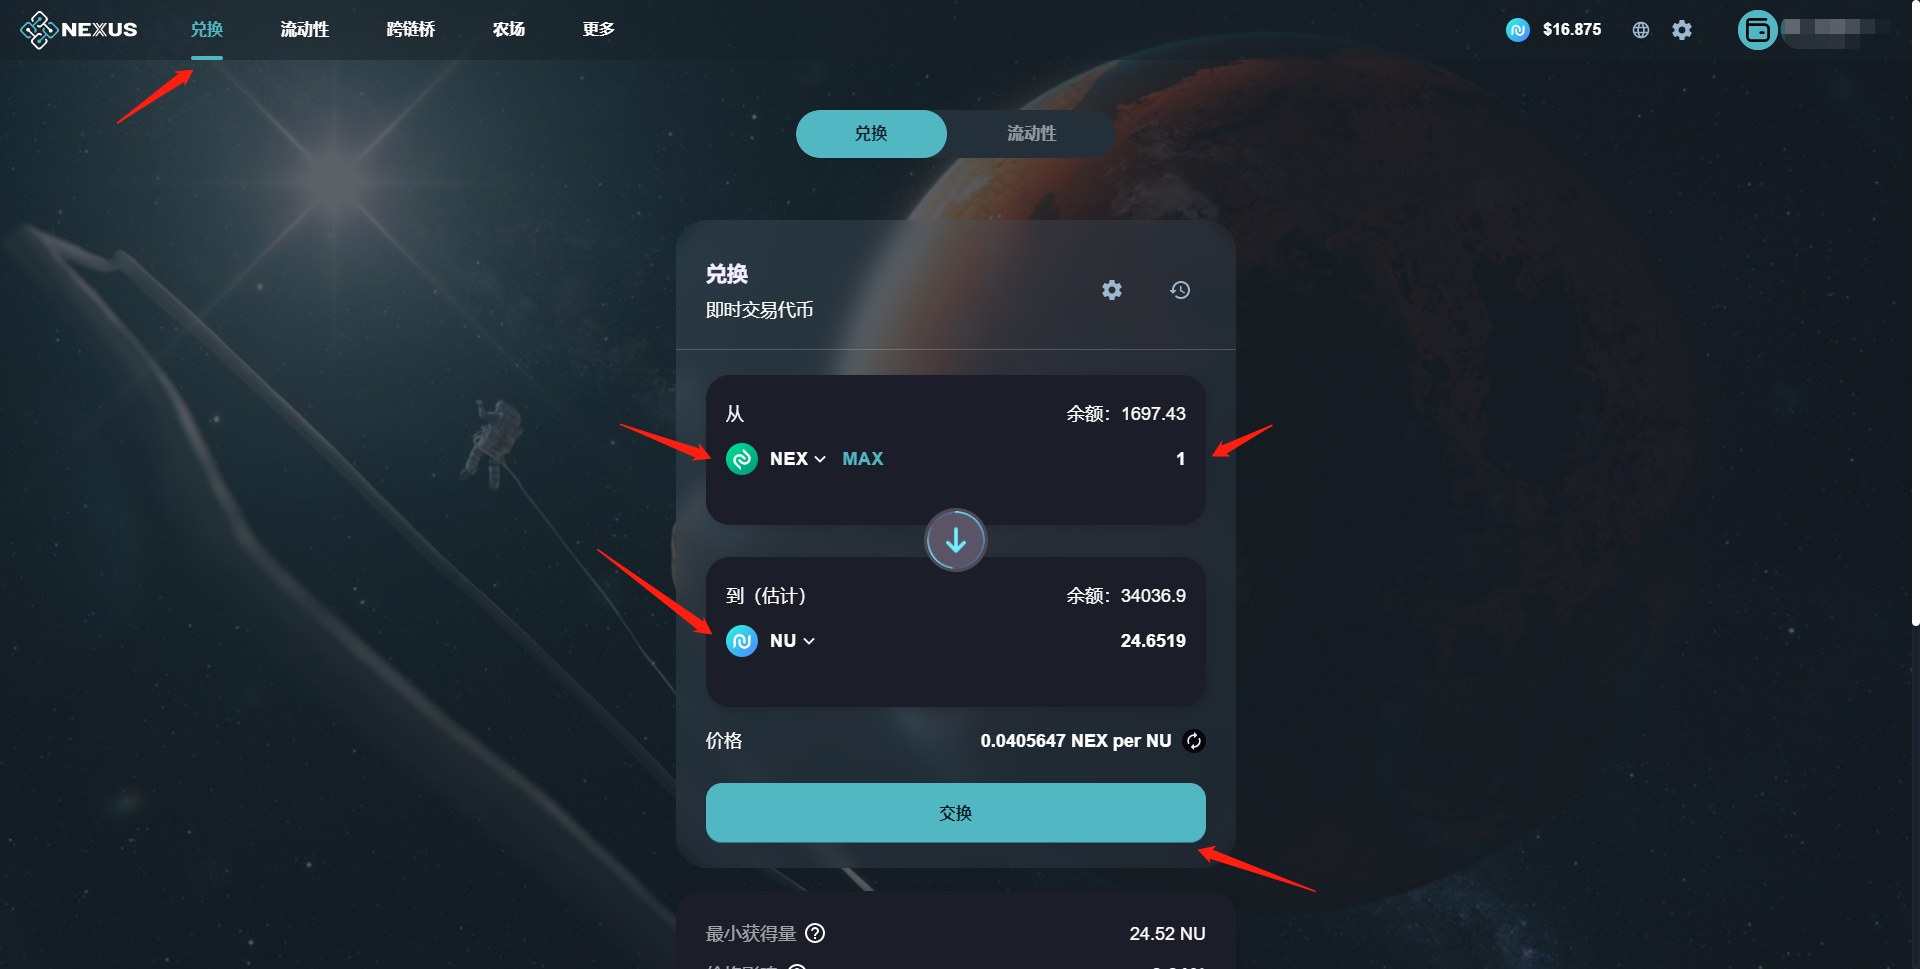 NEXUS
兑换
流动性
跨链桥
农场
更多
$16.875
兑换
流动性
兑换
即时交易代币
从
余额：1697.43
NEX
MAX
1
到（估计）
余额：34036.9
NU
24.6519
价格
0.0405647 NEX per NU
交换
最小获得量
24.52 NU